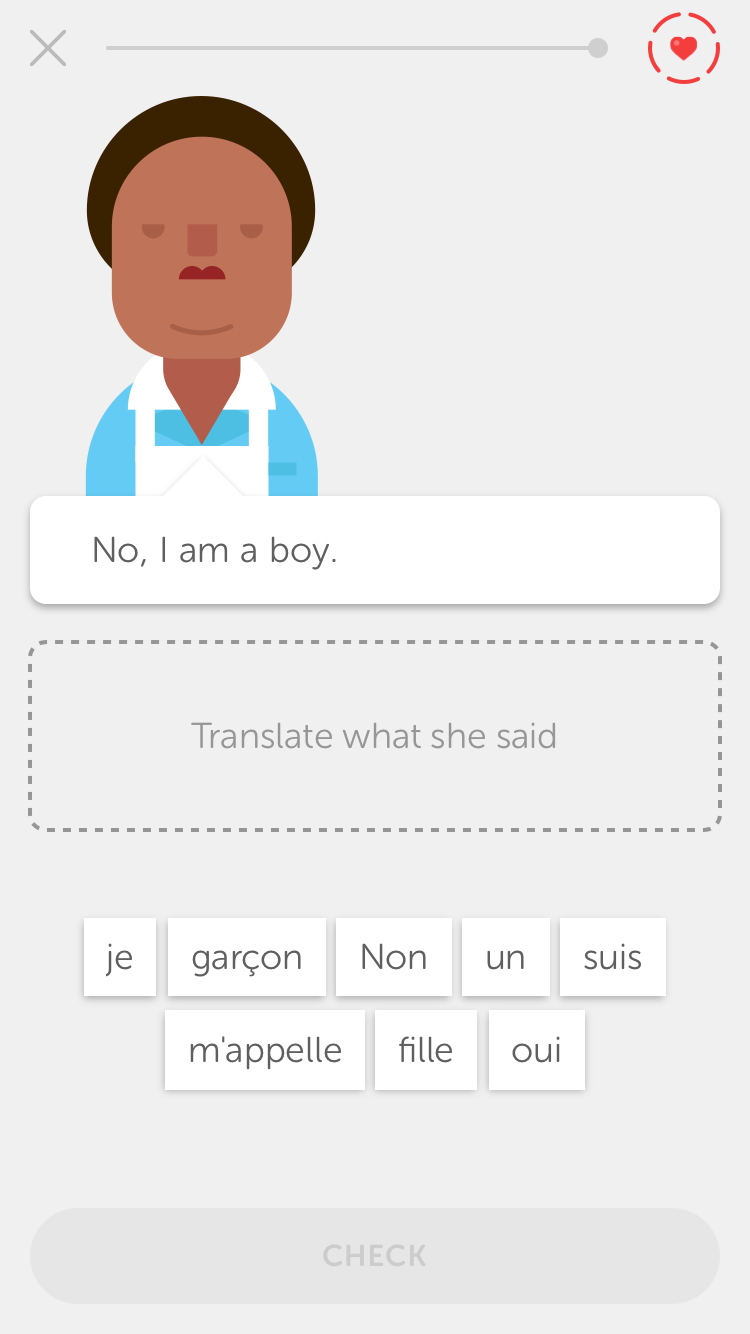 No, I am a boy.
Translate what she said
je garçon Non un suis
m'appelle fille oui
CHECK